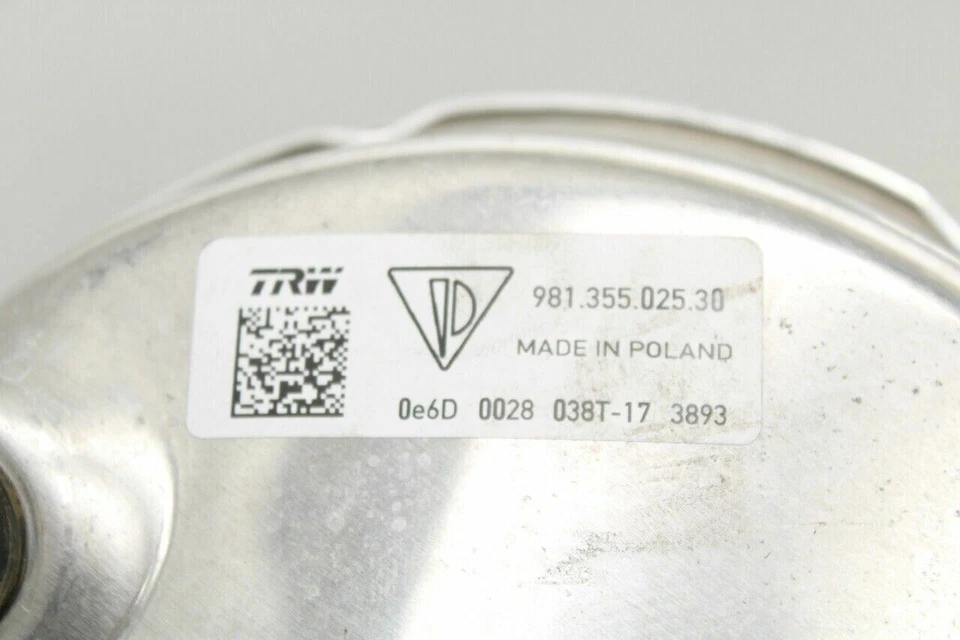 TRW
981.355.025.30
MADE IN POLAND
0e6D 0028 038T-17 3893